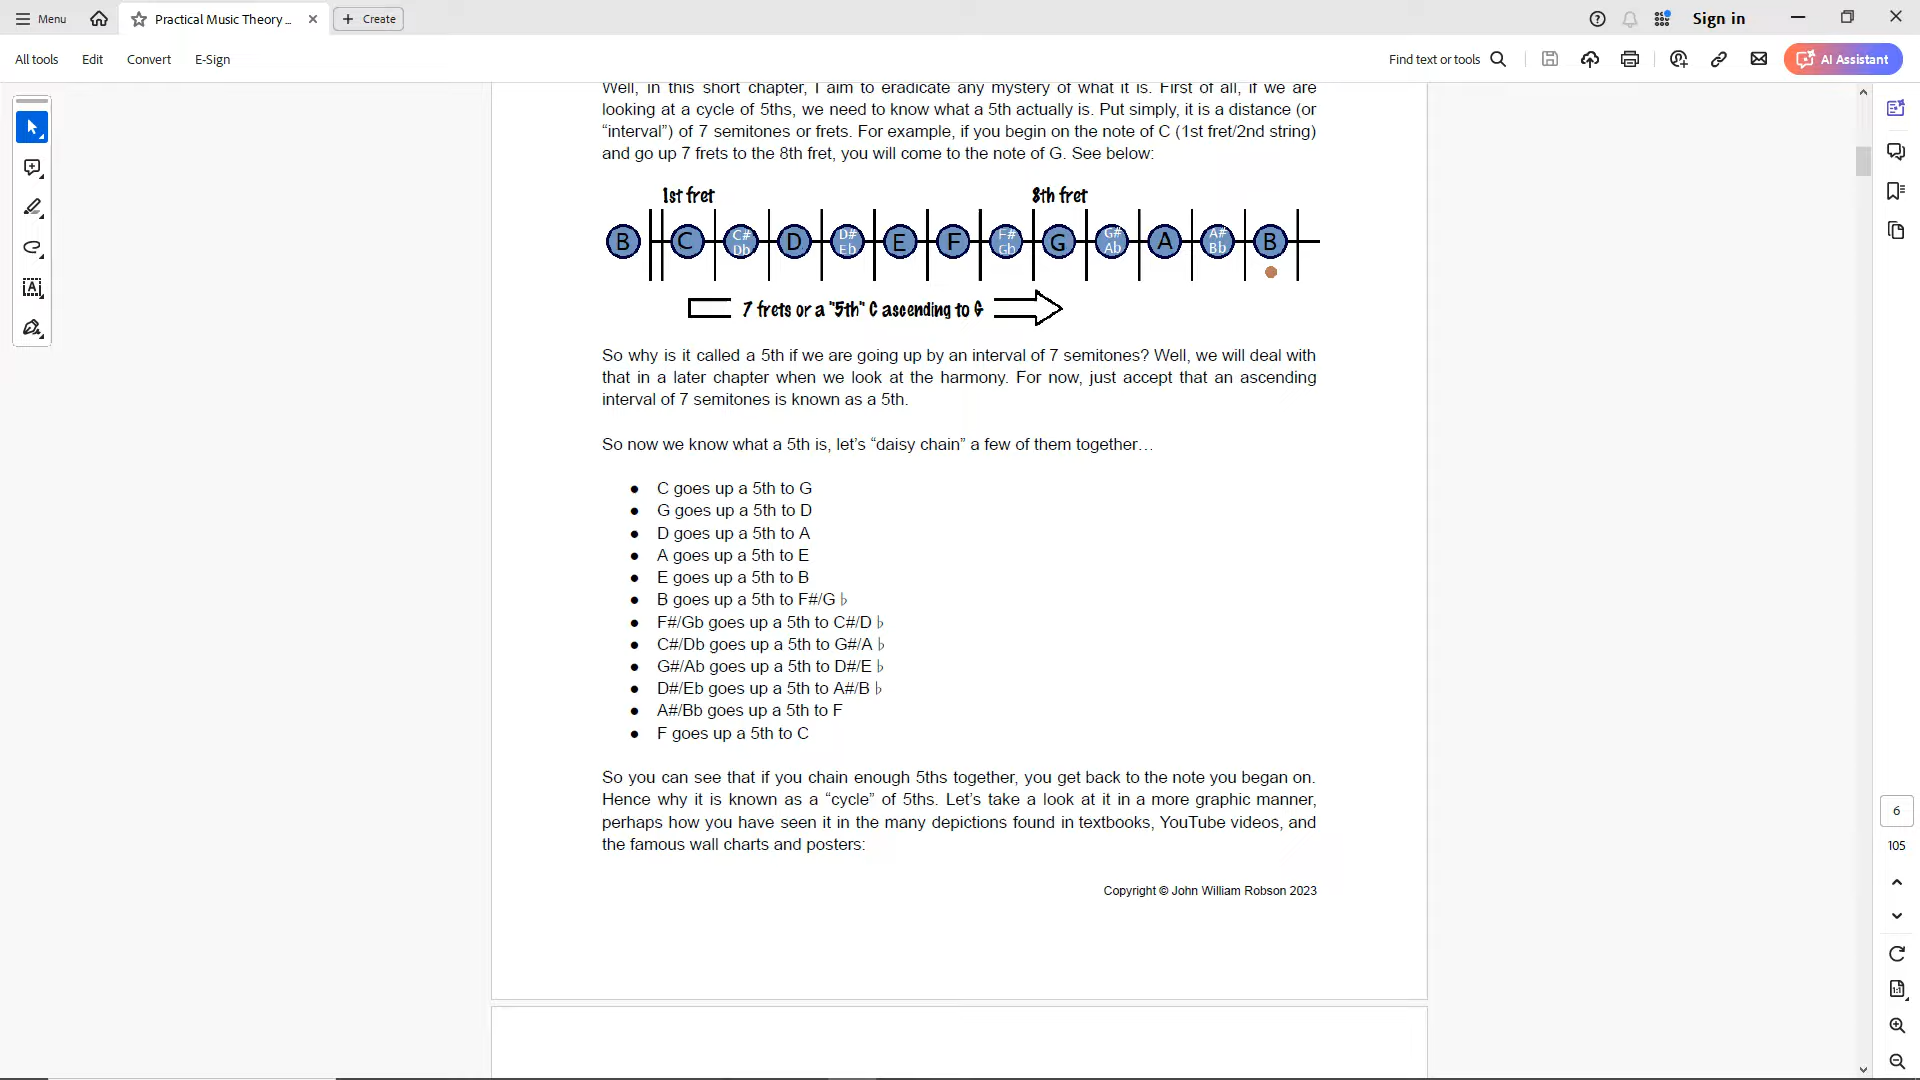 Menu
Practical Music Theory ...
Create
Sign in
All tools
Edit
Convert
E-Sign
Find text or tools
AI Assistant
Well, in this short chapter, I aim to eradicate any mystery of what it is. First of all, if we are
looking at a cycle of 5ths, we need to know what a 5th actually is. Put simply, it is a distance (or
“interval”) of 7 semitones or frets. For example, if you begin on the note of C (1st fret/2nd string)
and go up 7 frets to the 8th fret, you will come to the note of G. See below:
1st fret 8th fret
B C C# Db D D# Eb E F F# Gb G G# Ab A A# Bb B
7 frets or a "5th" C ascending to G
So why is it called a 5th if we are going up by an interval of 7 semitones? Well, we will deal with
that in a later chapter when we look at the harmony. For now, just accept that an ascending
interval of 7 semitones is known as a 5th.
So now we know what a 5th is, let’s “daisy chain” a few of them together…
● C goes up a 5th to G
● G goes up a 5th to D
● D goes up a 5th to A
● A goes up a 5th to E
● E goes up a 5th to B
● B goes up a 5th to F#/G♭
● F#/Gb goes up a 5th to C#/D♭
● C#/Db goes up a 5th to G#/A♭
● G#/Ab goes up a 5th to D#/E♭
● D#/Eb goes up a 5th to A#/B♭
● A#/Bb goes up a 5th to F
● F goes up a 5th to C
So you can see that if you chain enough 5ths together, you get back to the note you began on.
Hence why it is known as a “cycle” of 5ths. Let’s take a look at it in a more graphic manner,
perhaps how you have seen it in the many depictions found in textbooks, YouTube videos, and
the famous wall charts and posters:
Copyright © John William Robson 2023
6
105